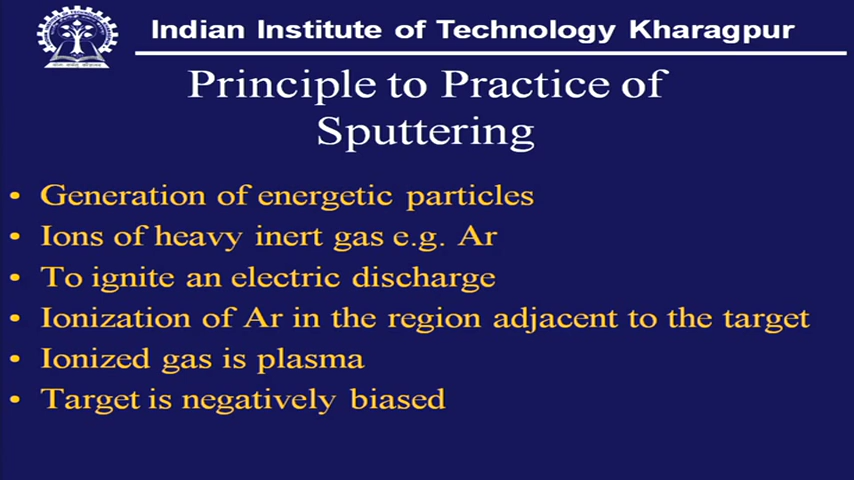 Indian Institute of Technology Kharagpur
Principle to Practice of
Sputtering
• Generation of energetic particles
• Ions of heavy inert gas e.g. Ar
• To ignite an electric discharge
• Ionization of Ar in the region adjacent to the target
• Ionized gas is plasma
• Target is negatively biased